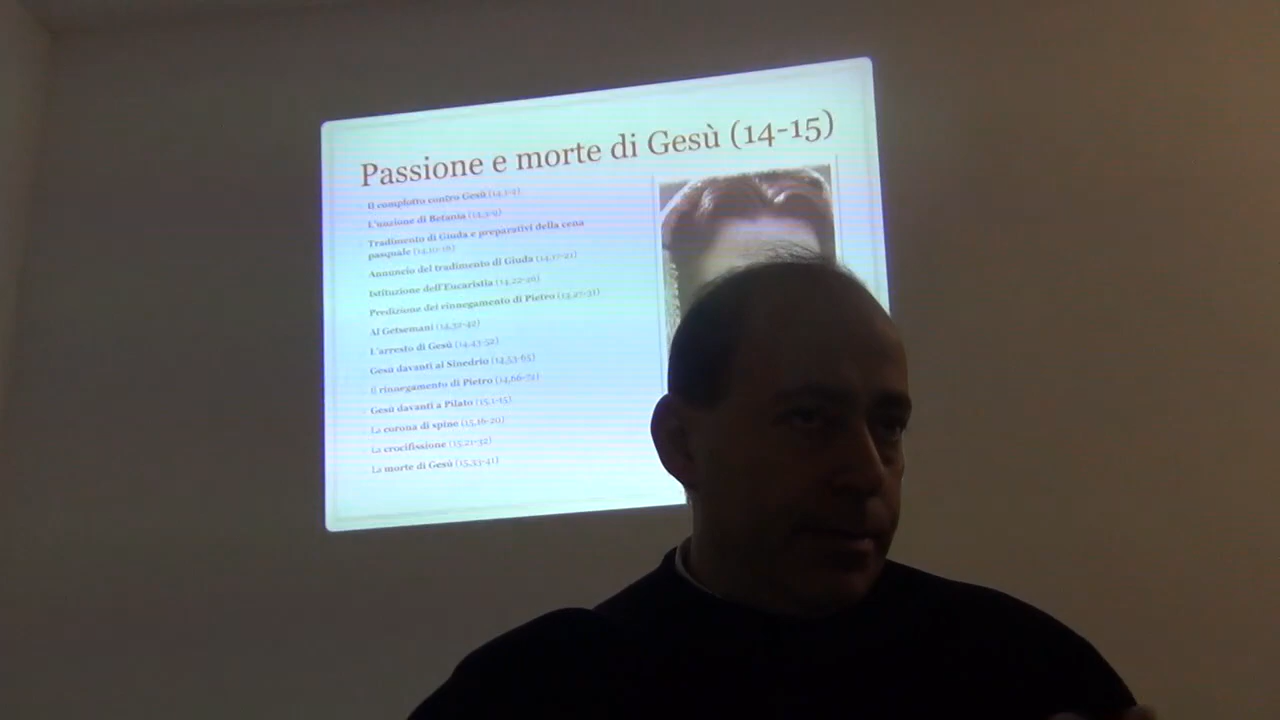 Passione e morte di Gesù (14-15)
Il complotto contro Gesù (14,1-2)
L'unzione di Betania (14,3-9)
Tradimento di Giuda e preparativi della cena
pasquale (14,10-16)
Annuncio del tradimento di Giuda (14,17-21)
Istituzione dell'Eucaristia (14,22-26)
Predizione del rinnegamento di Pietro (14,27-31)
Al Getsemani (14,32-42)
L'arresto di Gesù (14,43-52)
Gesù davanti al Sinedrio (14,53-65)
Il rinnegamento di Pietro (14,66-72)
Gesù davanti a Pilato (15,1-15)
La corona di spine (15,16-20)
La crocifissione (15,21-32)
La morte di Gesù (15,33-41)